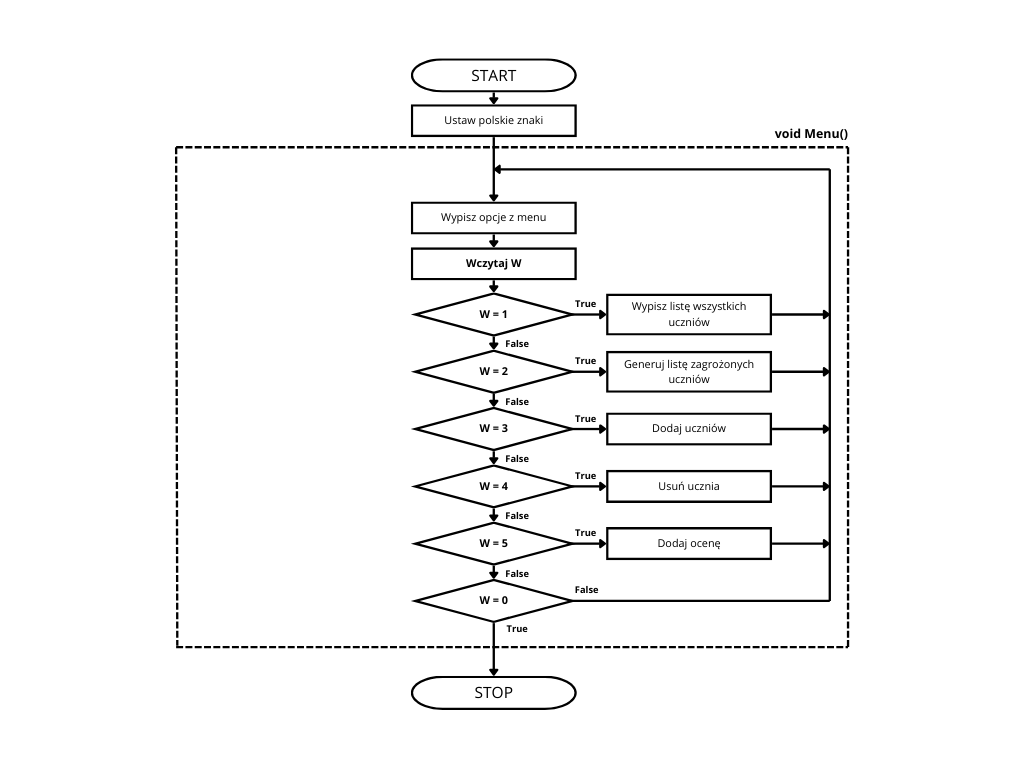 START
Ustaw polskie znaki
void Menu()
Wypisz opcje z menu
Wczytaj W
W = 1
True
Wypisz listę wszystkich
uczniów
False
W = 2
True
Generuj listę zagrożonych
uczniów
False
W = 3
True
Dodaj uczniów
False
W = 4
True
Usuń ucznia
False
W = 5
True
Dodaj ocenę
False
W = 0
False
True
STOP